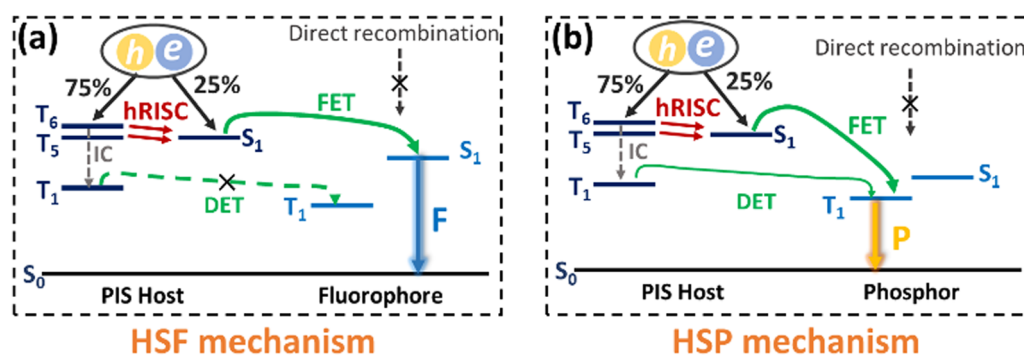 (a)
h e
Direct recombination
75%
25%
T6
T5
hRISC
S1
FET
IC
S1
T1
DET
T1
F
S0
PIS Host
Fluorophore
HSF mechanism
(b)
h e
Direct recombination
75%
25%
T6
T5
hRISC
S1
FET
IC
S1
T1
DET
T1
P
S0
PIS Host
Phosphor
HSP mechanism